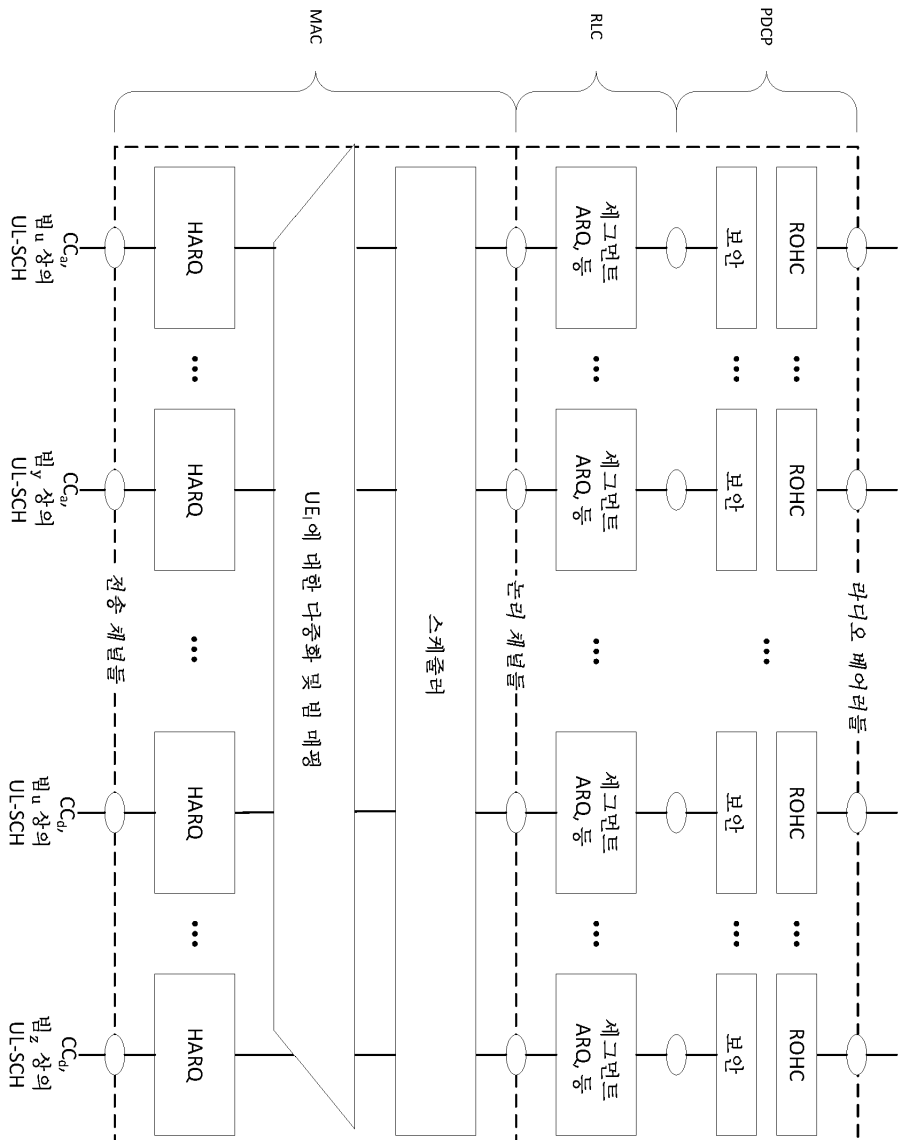 라디오 베어러들
PDCP
ROHC
ROHC
ROHC
ROHC
보안
보안
보안
보안
RLC
세그먼트
ARQ, 등
세그먼트
ARQ, 등
세그먼트
ARQ, 등
세그먼트
ARQ, 등
논리 채널들
MAC
스케줄러
UEᵢ에 대한 다중화 및 빔 매핑
HARQ
HARQ
HARQ
HARQ
전송 채널들
CCa,
빔u 상의
UL-SCH
CCa,
빔y 상의
UL-SCH
CCd,
빔u 상의
UL-SCH
CCd,
빔z 상의
UL-SCH